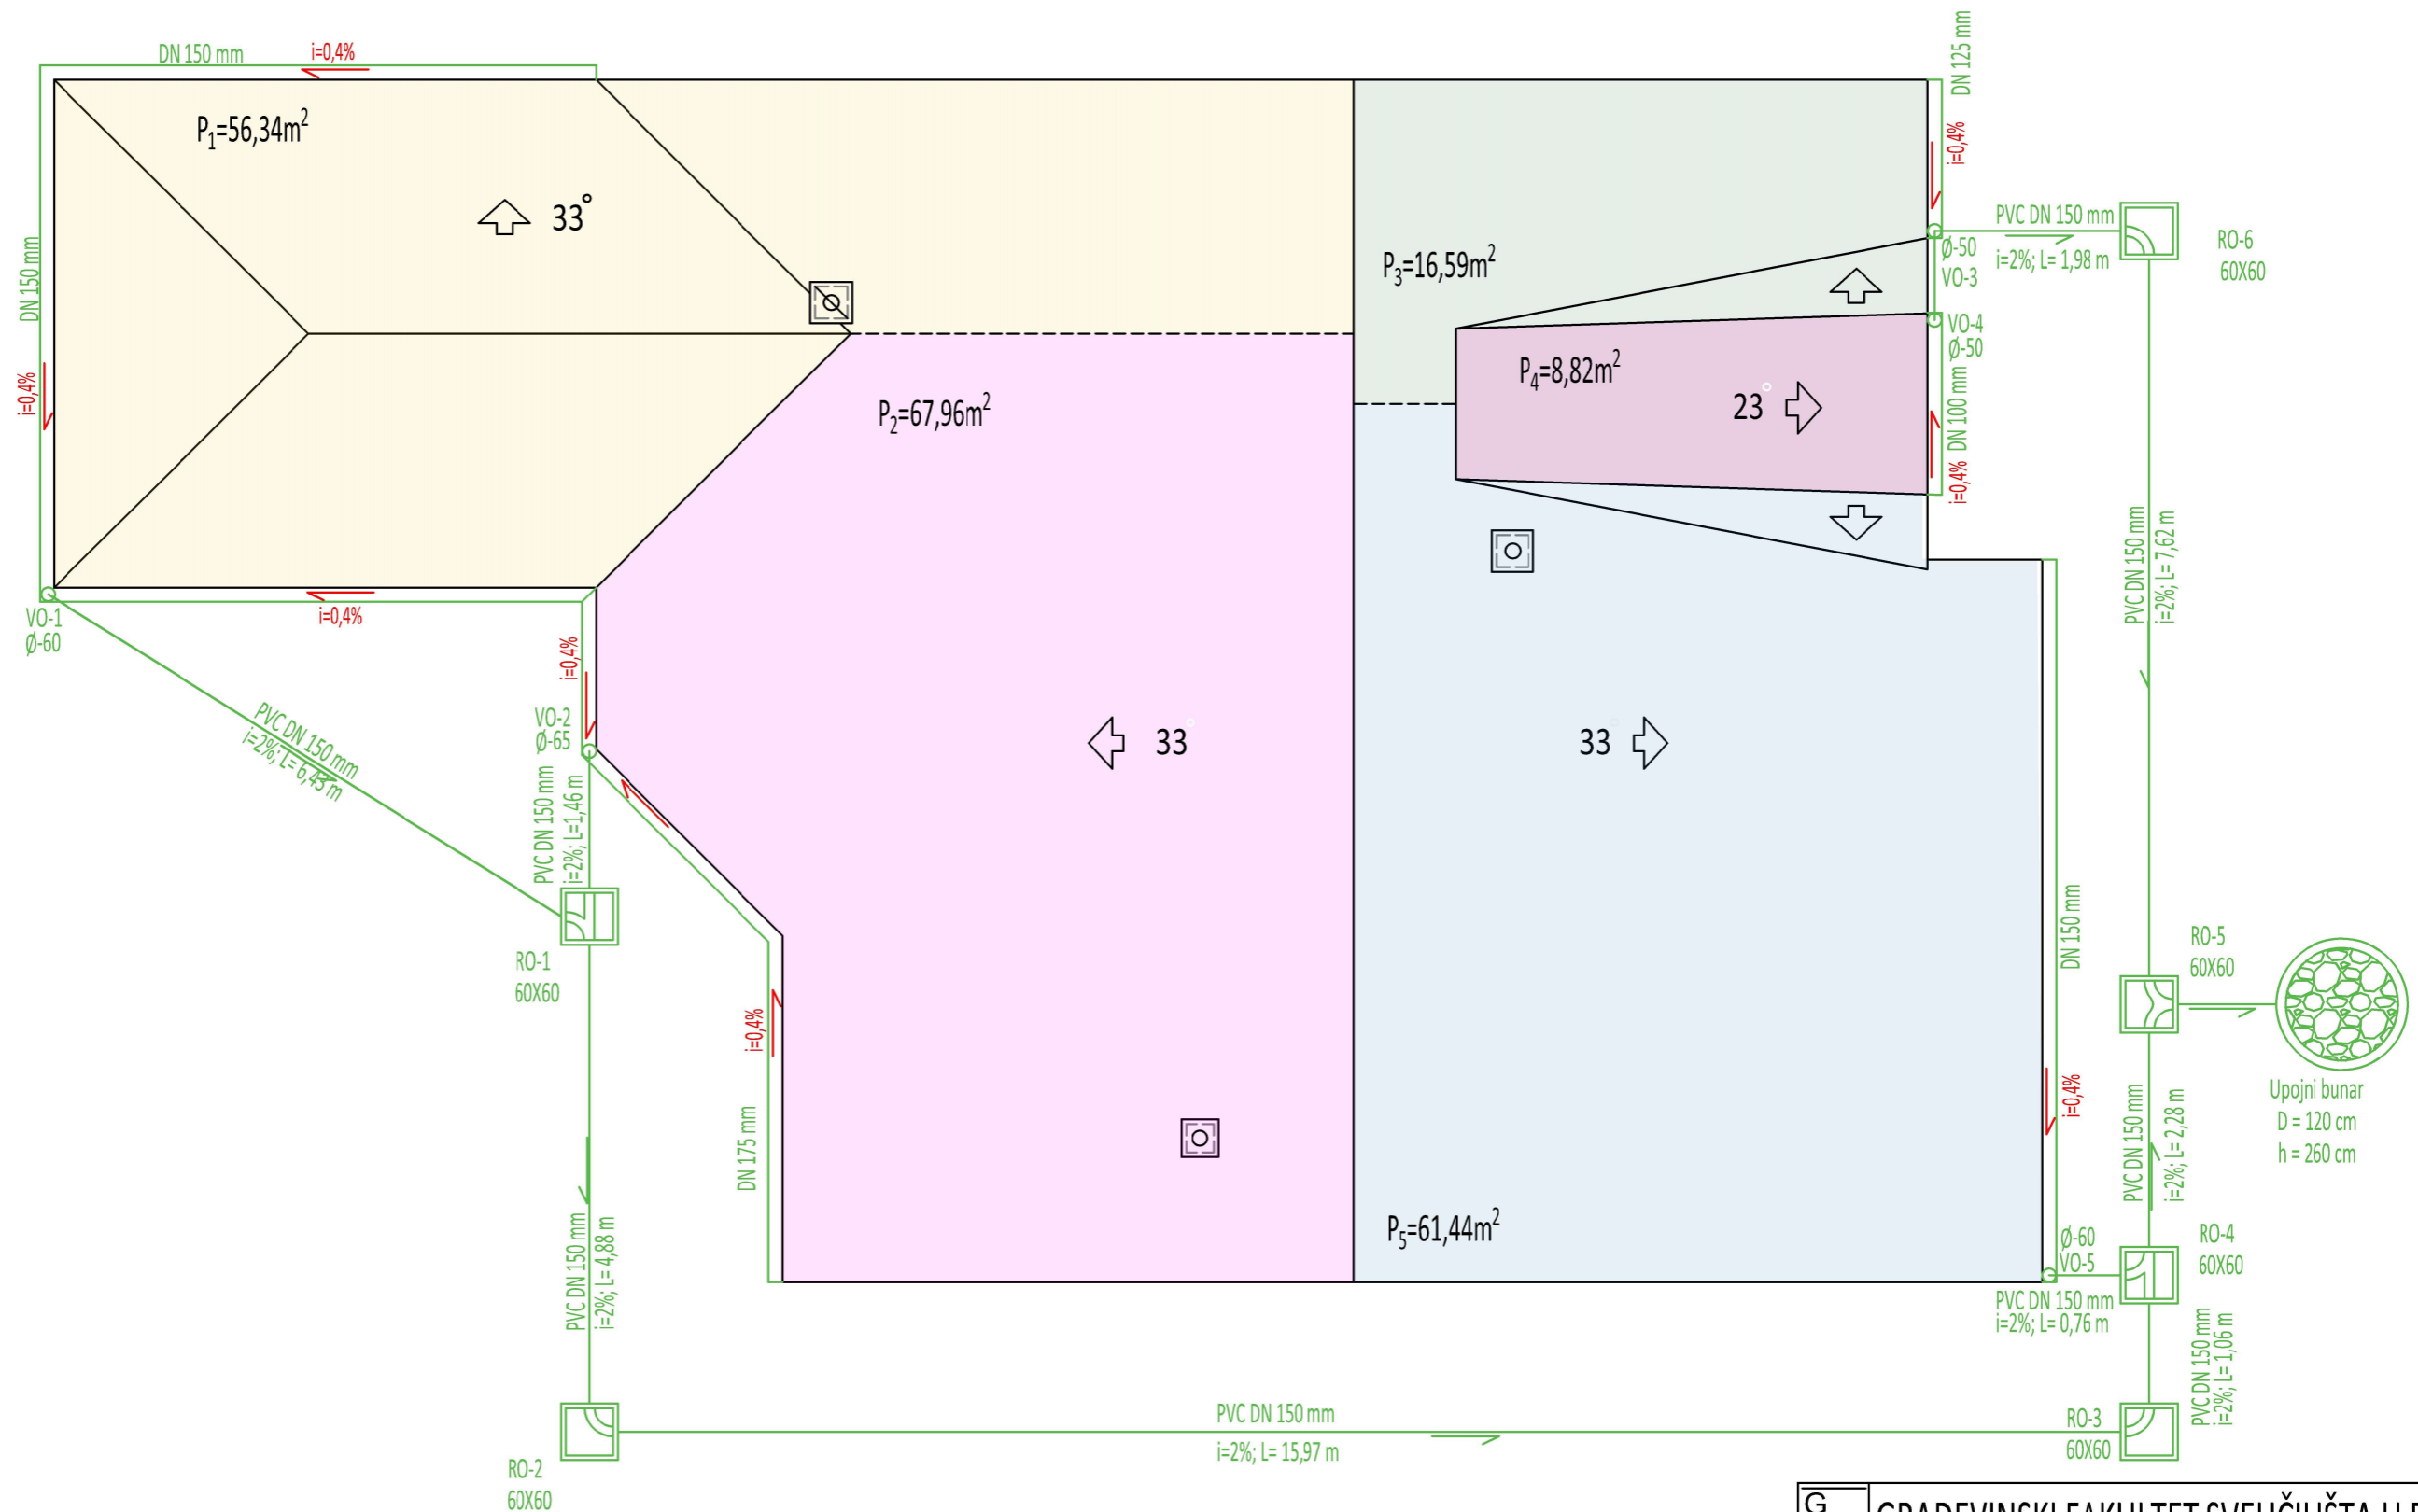 DN 150 mm
i=0,4%
DN 125 mm
P₁=56,34m²
i=0,4%
33°
PVC DN 150 mm
i=2%; L= 1,98 m
RO-6
60X60
Ø-50
VO-3
P₃=16,59m²
DN 150 mm
i=0,4%
VO-4
Ø-50
P₄=8,82m²
23°
DN 100 mm
i=0,4%
P₂=67,96m²
PVC DN 150 mm
i=2%; L= 7,62 m
VO-1
Ø-60
i=0,4%
i=0,4%
VO-2
Ø-65
PVC DN 150 mm
i=2%; L= 6,43 m
33°
33°
PVC DN 150 mm
i=2%; L=1,46 m
RO-1
60X60
i=0,4%
DN 175 mm
DN 150 mm
i=0,4%
RO-5
60X60
Upojni bunar
D = 120 cm
h = 260 cm
PVC DN 150 mm
i=2%; L= 2,28 m
PVC DN 150 mm
i=2%; L= 4,88 m
P₅=61,44m²
Ø-60
VO-5
RO-4
60X60
PVC DN 150 mm
i=2%; L= 0,76 m
PVC DN 150 mm
i=2%; L= 1,06 m
PVC DN 150 mm
i=2%; L= 15,97 m
RO-3
60X60
RO-2
60X60
G
GRAĐEVINSKI FAKULTET SVEUČILIŠTA U